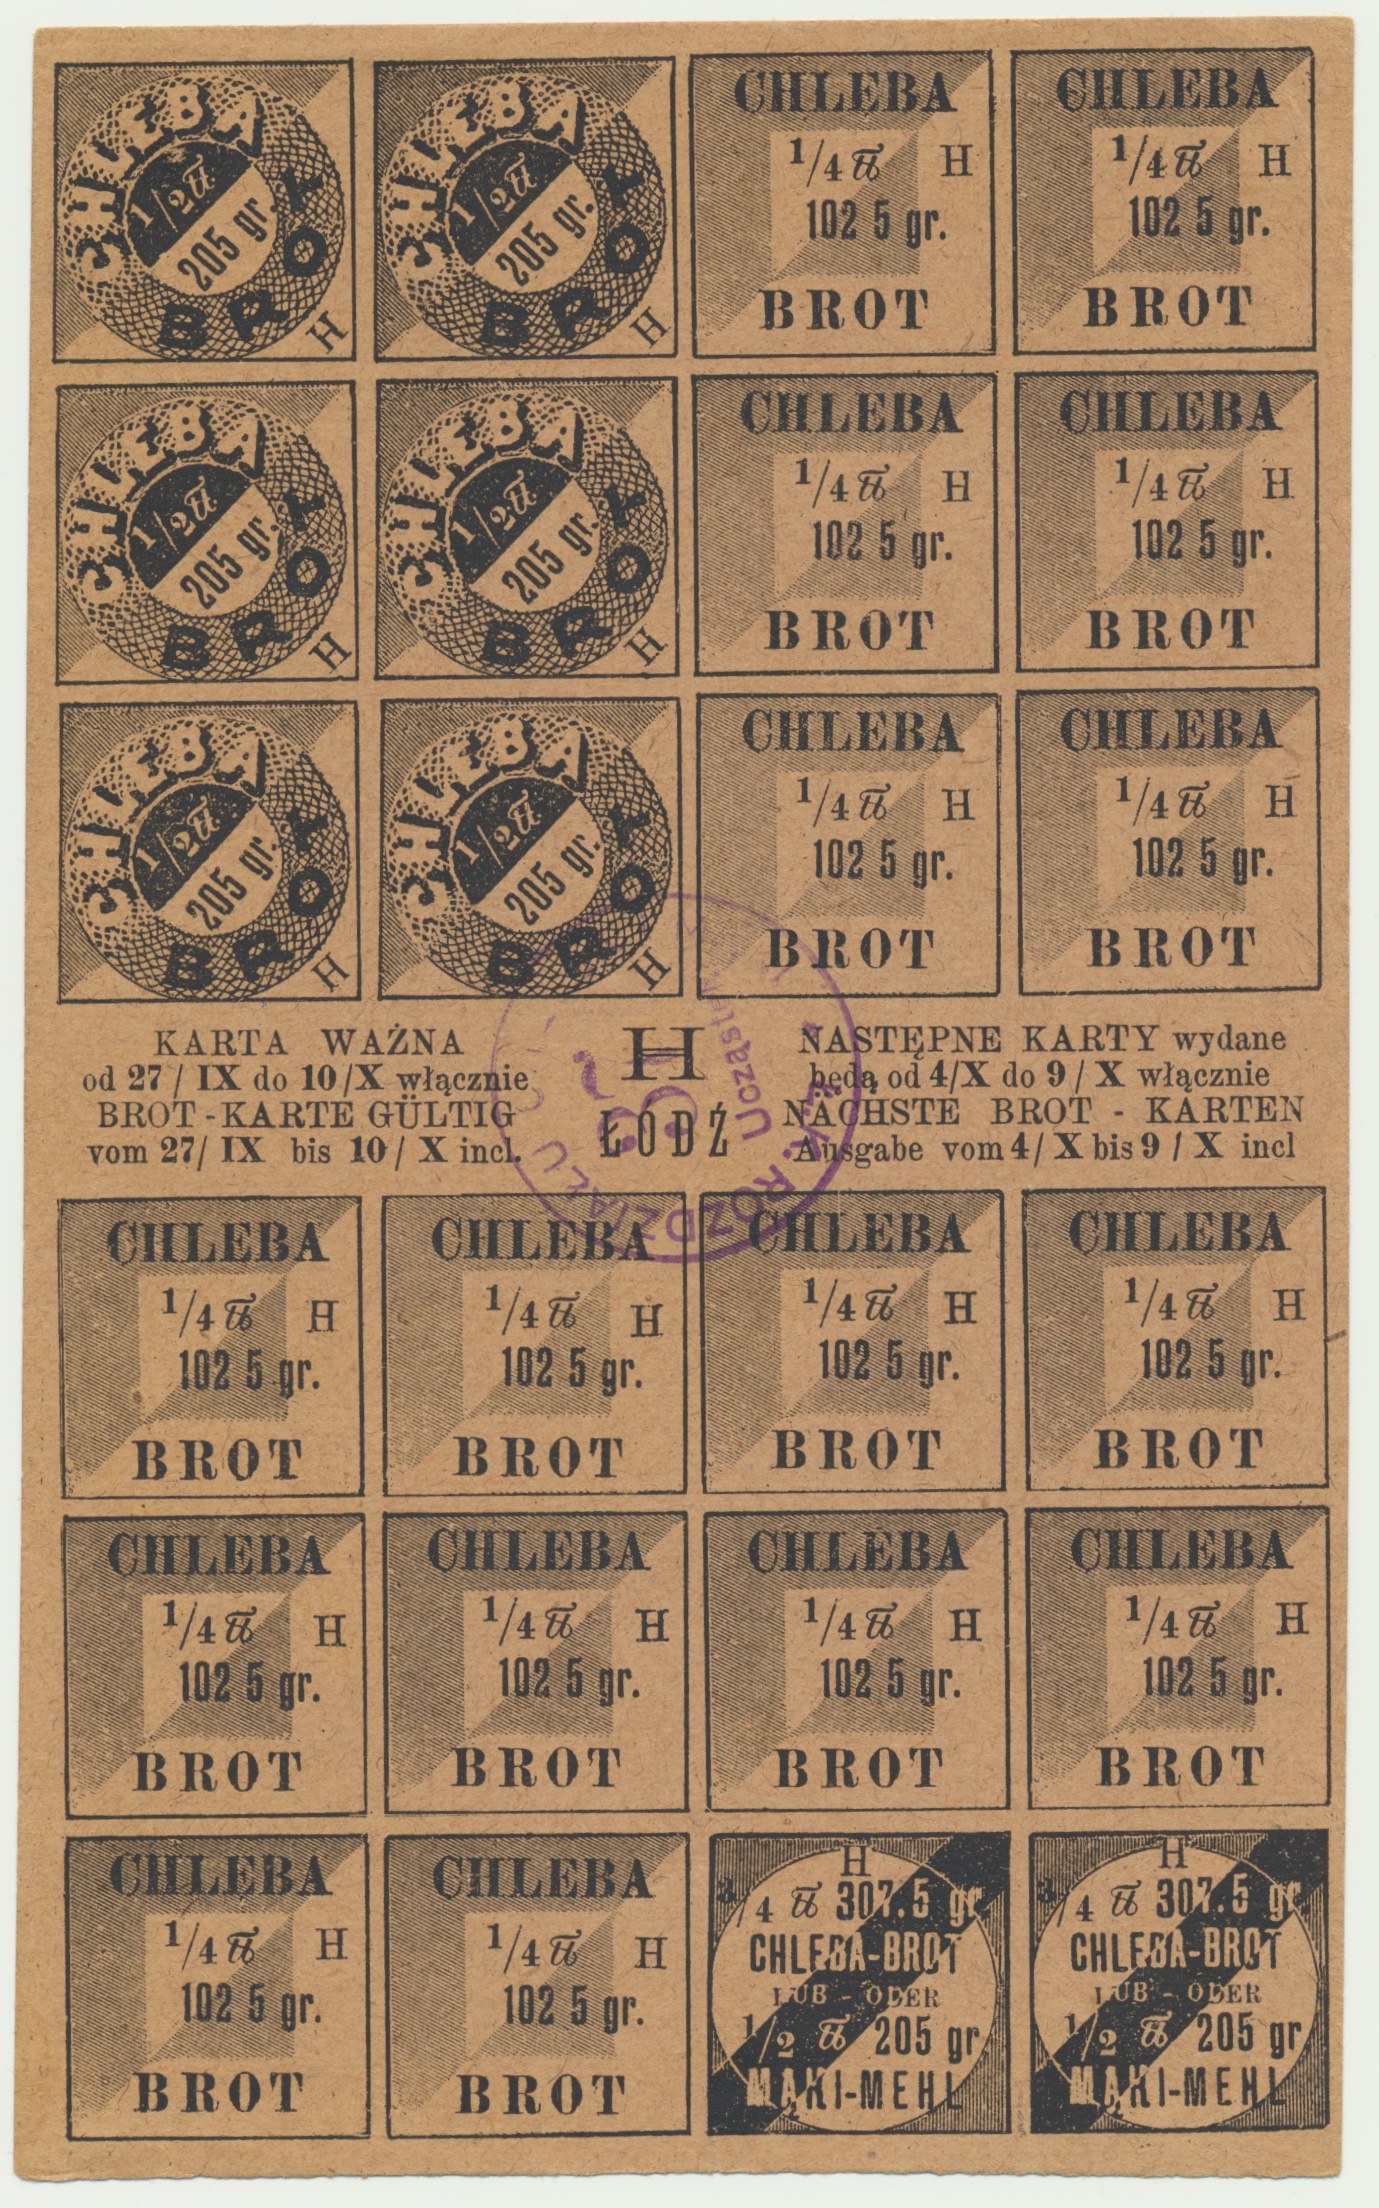 CHLEBA
1/2 ℔
205 gr.
BROT
H
CHLEBA
1/2 ℔
205 gr.
BROT
H
CHLEBA
1/4 ℔ H
102 5 gr.
BROT
CHLEBA
1/4 ℔ H
102 5 gr.
BROT
CHLEBA
1/2 ℔
205 gr.
BROT
H
CHLEBA
1/2 ℔
205 gr.
BROT
H
CHLEBA
1/4 ℔ H
102 5 gr.
BROT
CHLEBA
1/4 ℔ H
102 5 gr.
BROT
CHLEBA
1/2 ℔
205 gr.
BROT
H
CHLEBA
1/2 ℔
205 gr.
BROT
H
CHLEBA
1/4 ℔ H
102 5 gr.
BROT
CHLEBA
1/4 ℔ H
102 5 gr.
BROT
KARTA WAŻNA
od 27 / IX do 10 /X włącznie
BROT - KARTE GÜLTIG
vom 27/ IX bis 10 / X incl.
H
ŁÓDŹ
NASTĘPNE KARTY wydane
będą od 4/X do 9 / X włącznie
NÄCHSTE BROT - KARTEN
Ausgabe vom 4/ X bis 9 / X incl
ROZDZIAŁU
CHLEBA
1/4 ℔ H
102 5 gr.
BROT
CHLEBA
1/4 ℔ H
102 5 gr.
BROT
CHLEBA
1/4 ℔ H
102 5 gr.
BROT
CHLEBA
1/4 ℔ H
102 5 gr.
BROT
CHLEBA
1/4 ℔ H
102 5 gr.
BROT
CHLEBA
1/4 ℔ H
102 5 gr.
BROT
CHLEBA
1/4 ℔ H
102 5 gr.
BROT
CHLEBA
1/4 ℔ H
102 5 gr.
BROT
CHLEBA
1/4 ℔ H
102 5 gr.
BROT
CHLEBA
1/4 ℔ H
102 5 gr.
BROT
H
3/4 ℔ 307.5 gr
CHLEBA-BROT
LUB - ODER
1/2 ℔ 205 gr
MĄKI-MEHL
H
3/4 ℔ 307.5 gr
CHLEBA-BROT
LUB - ODER
1/2 ℔ 205 gr
MĄKI-MEHL